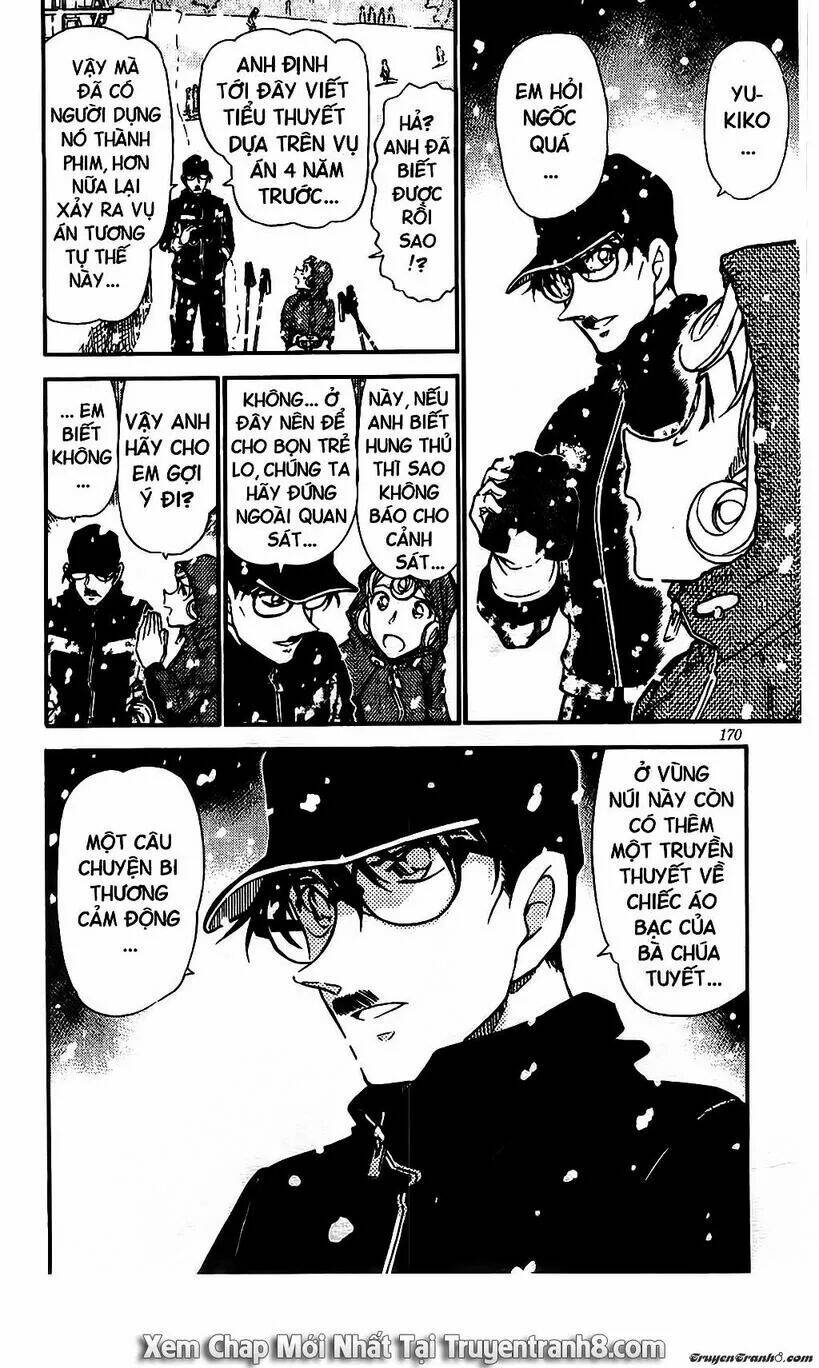 YU-
KIKO
...
EM HỎI
NGỐC
QUÁ
...
HẢ?
ANH ĐÃ
BIẾT
ĐƯỢC
RỒI
SAO
!?
ANH ĐỊNH
TỚI ĐÂY VIẾT
TIỂU THUYẾT
DỰA TRÊN VỤ
ÁN 4 NĂM
TRƯỚC...
VẬY MÀ
ĐÃ CÓ
NGƯỜI DỰNG
NÓ THÀNH
PHIM, HƠN
NỮA LẠI
XẢY RA VỤ
ÁN TƯƠNG
TỰ THẾ
NÀY...
NÀY, NẾU
ANH BIẾT
HUNG THỦ
THÌ SAO
KHÔNG
BÁO CHO
CẢNH
SÁT...
KHÔNG... Ở
ĐÂY NÊN ĐỂ
CHO BỌN TRẺ
LO, CHÚNG TA
HÃY ĐỨNG
NGOÀI QUAN
SÁT...
VẬY ANH
HÃY CHO
EM GỢI
Ý ĐI?
... EM
BIẾT
KHÔNG ...
170
Ở VÙNG
NÚI NÀY CÒN
CÓ THÊM
MỘT TRUYỀN
THUYẾT VỀ
CHIẾC ÁO
BẠC CỦA
BÀ CHÚA
TUYẾT...
MỘT CÂU
CHUYỆN BI
THƯƠNG
CẢM ĐỘNG
...
Xem Chap Mới Nhất Tại Truyentranh8.com
TruyenTranh8.com